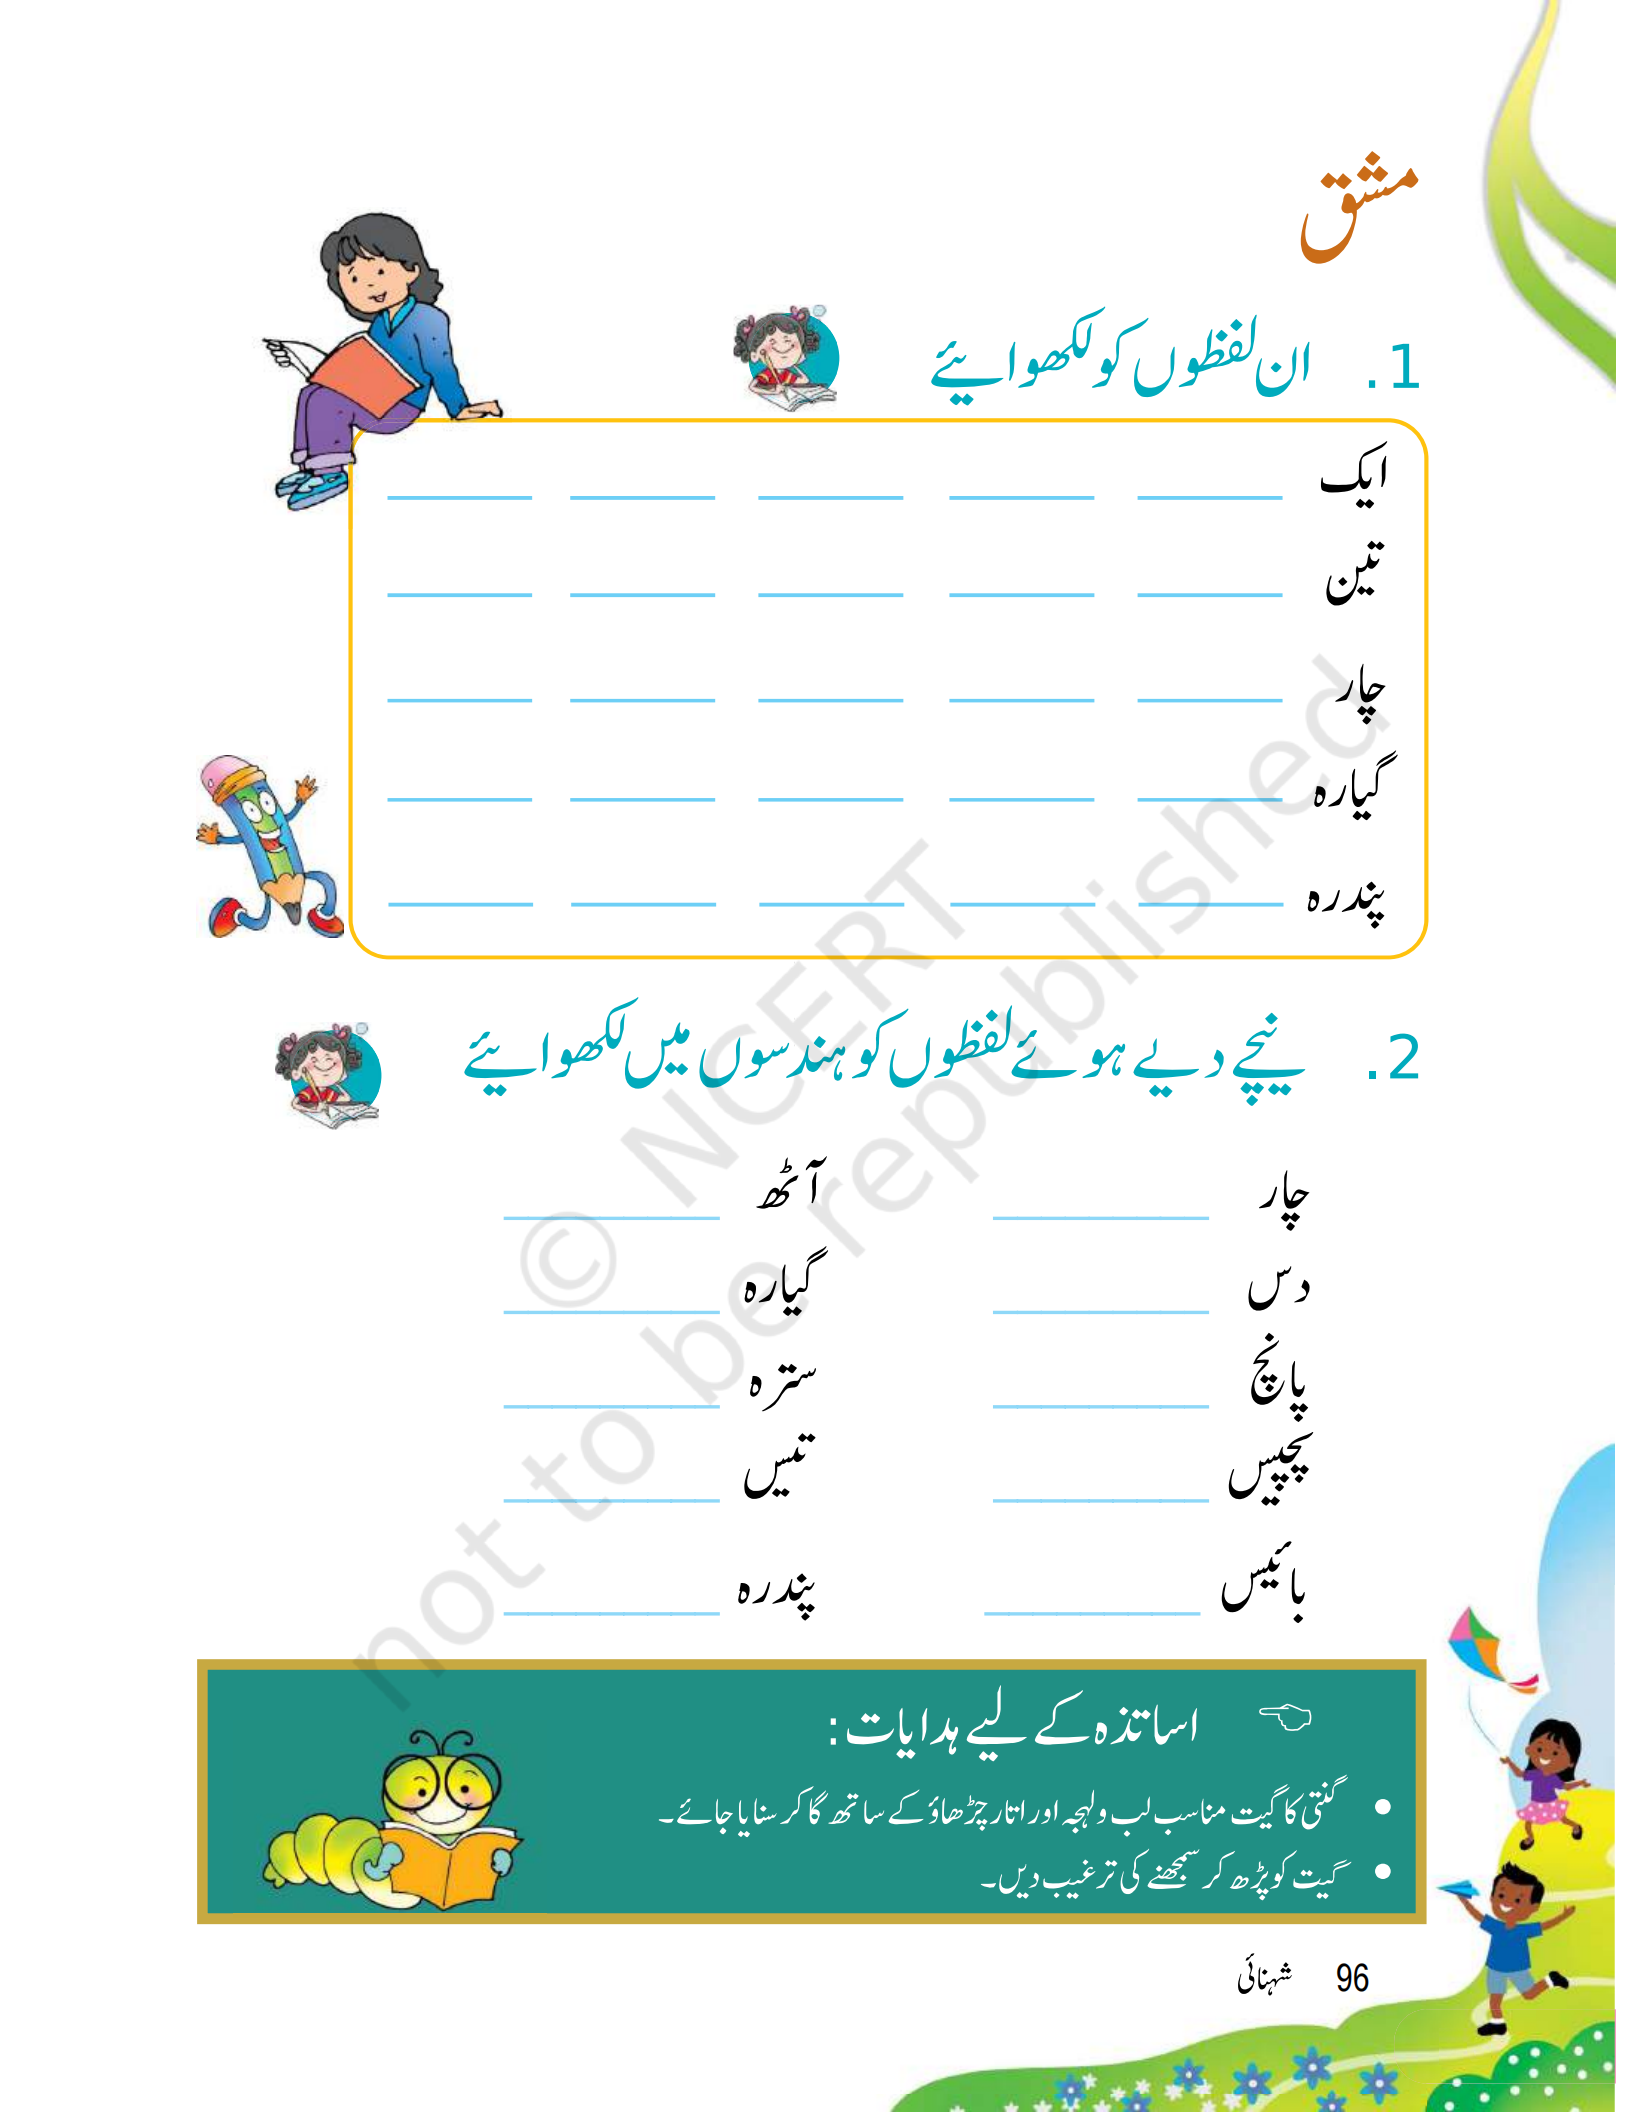 مشق
1. ان لفظوں کو لکھوائیے
ایک
تین
چار
گیارہ
پندرہ
2. نیچے دیے ہوئے لفظوں کو ہندسوں میں لکھوائیے
چار آٹھ
دس گیارہ
پانچ سترہ
پچیس تیس
بائیس پندرہ
اساتذہ کے لیے ہدایات:
• گنتی کا گیت مناسب لب ولہجہ اور اتار چڑھاؤ کے ساتھ گا کر سنایا جائے۔
• گیت کو پڑھ کر سمجھنے کی ترغیب دیں۔
96 شہنائی
© NCERT
not to be republished